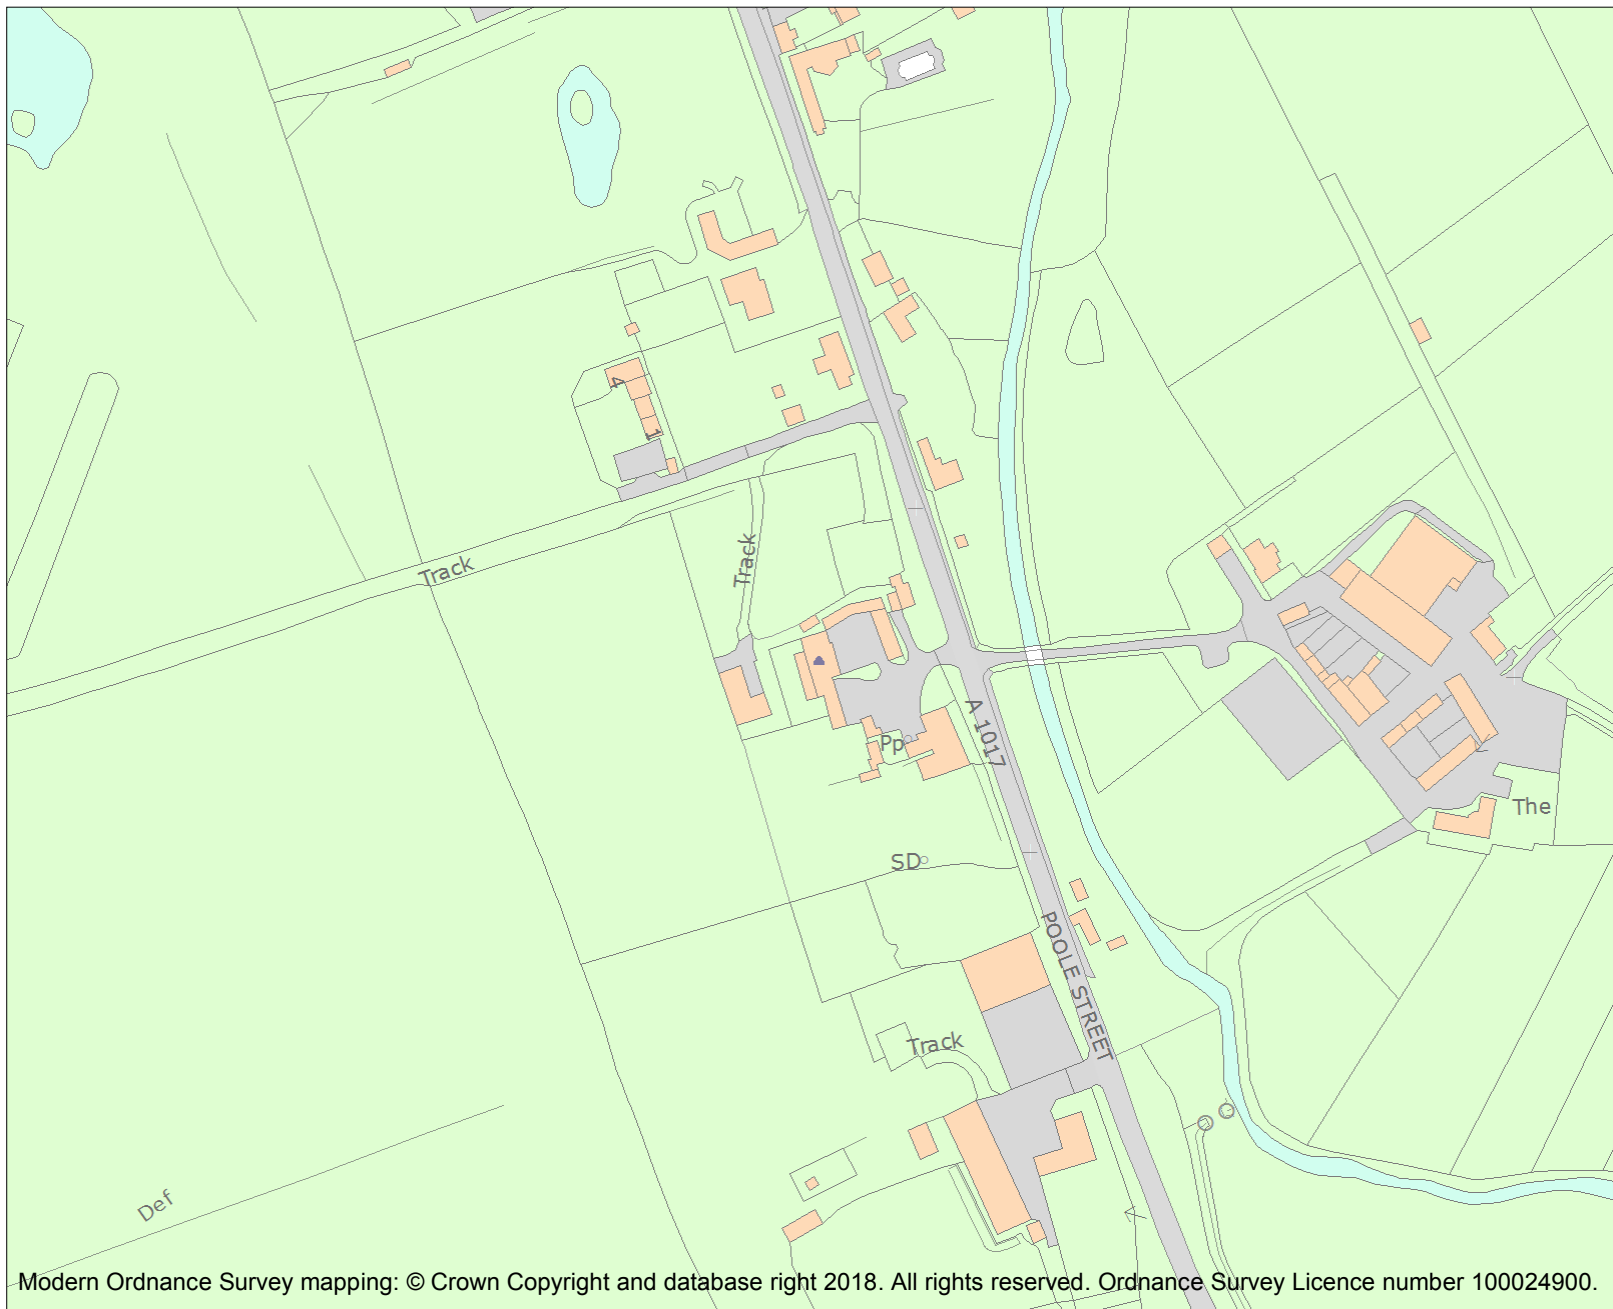 4
1
Track
Track
A 1017
Pp
The
SD
POOLE STREET
Track
Def
Modern Ordnance Survey mapping: © Crown Copyright and database right 2018. All rights reserved. Ordnance Survey Licence number 100024900.